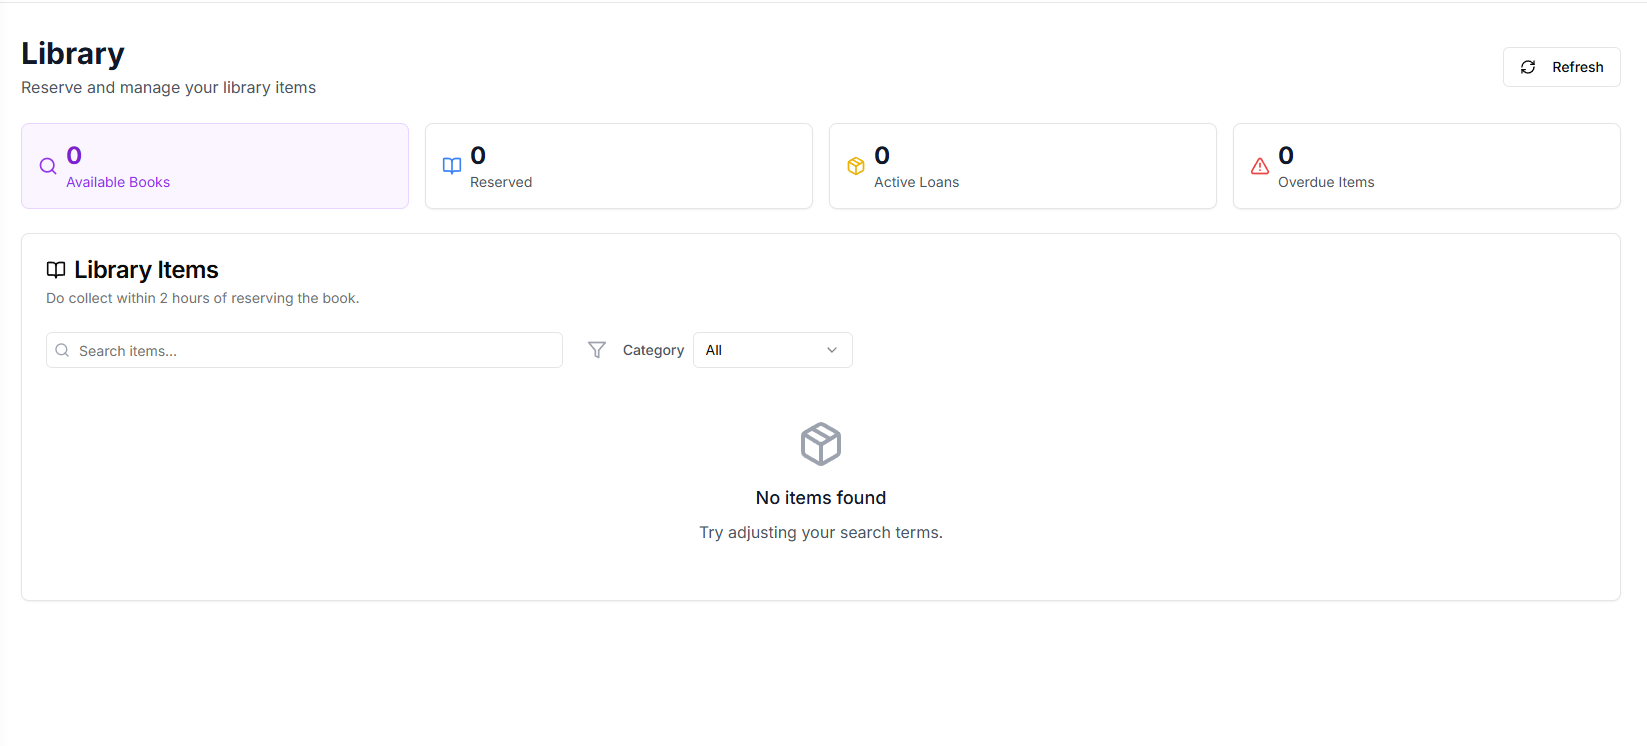 Library
Reserve and manage your library items
Refresh
0
Available Books
0
Reserved
0
Active Loans
0
Overdue Items
Library Items
Do collect within 2 hours of reserving the book.
Search items...
Category
All
No items found
Try adjusting your search terms.